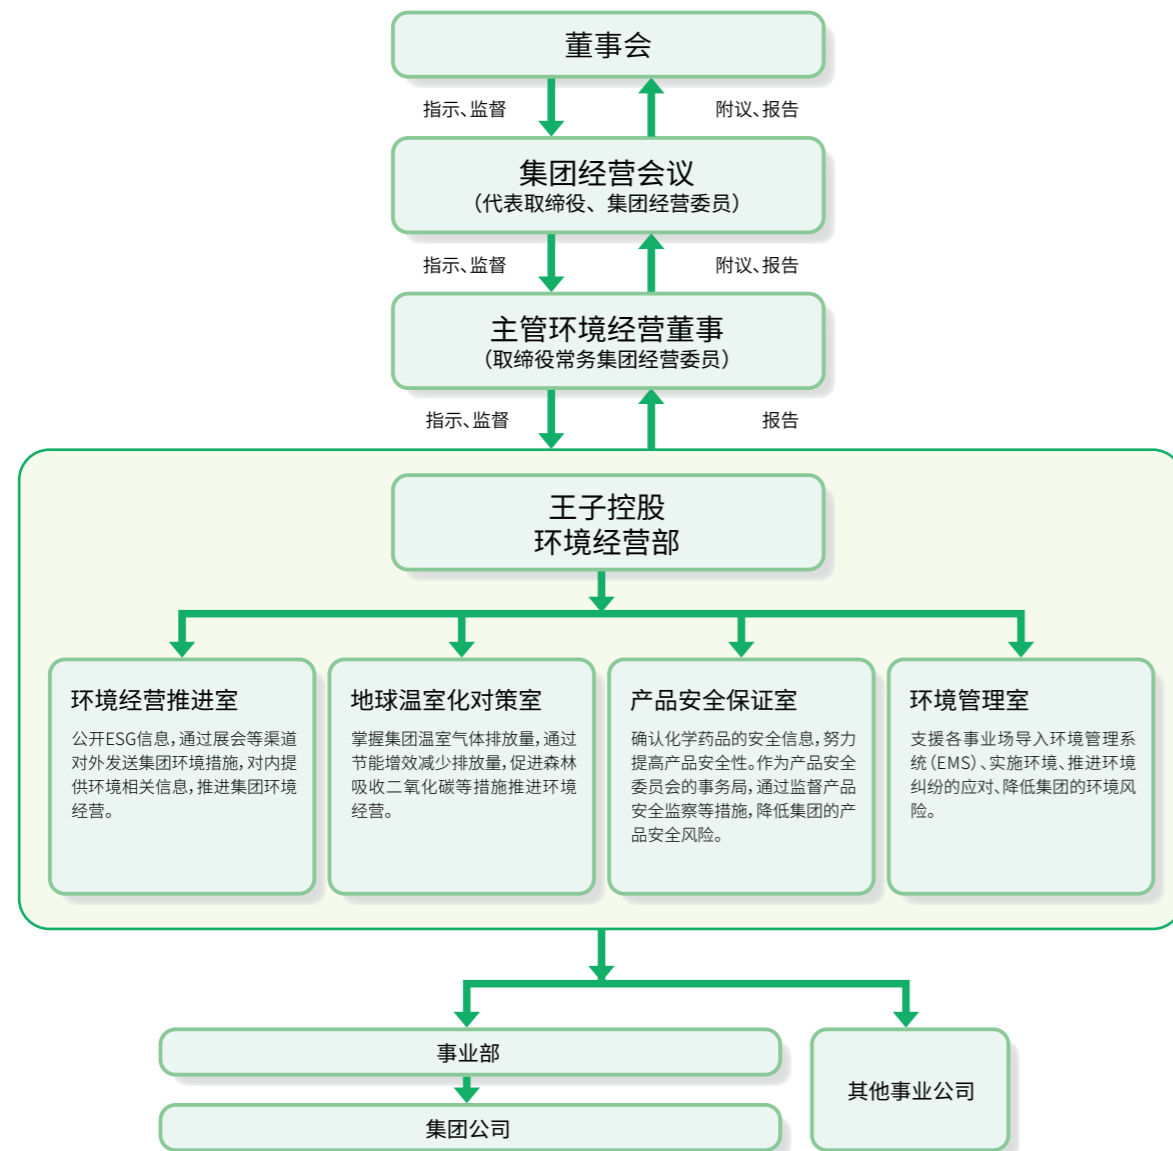 董事会
指示、监督
附议、报告
集团经营会议
（代表取缔役、集团经营委员）
指示、监督
附议、报告
主管环境经营董事
（取缔役常务集团经营委员）
指示、监督
报告
王子控股
环境经营部
环境经营推进室
公开ESG信息，通过展会等渠道
对外发送集团环境措施，对内提
供环境相关信息，推进集团环境
经营。
地球温室化对策室
掌握集团温室气体排放量，通过
节能增效减少排放量，促进森林
吸收二氧化碳等措施推进环境
经营。
产品安全保证室
确认化学药品的安全信息，努力
提高产品安全性。作为产品安全
委员会的事务局，通过监督产品
安全监察等措施，降低集团的产
品安全风险。
环境管理室
支援各事业场导入环境管理系
统（EMS）、实施环境、推进环境
纠纷的应对、降低集团的环境风
险。
事业部
集团公司
其他事业公司